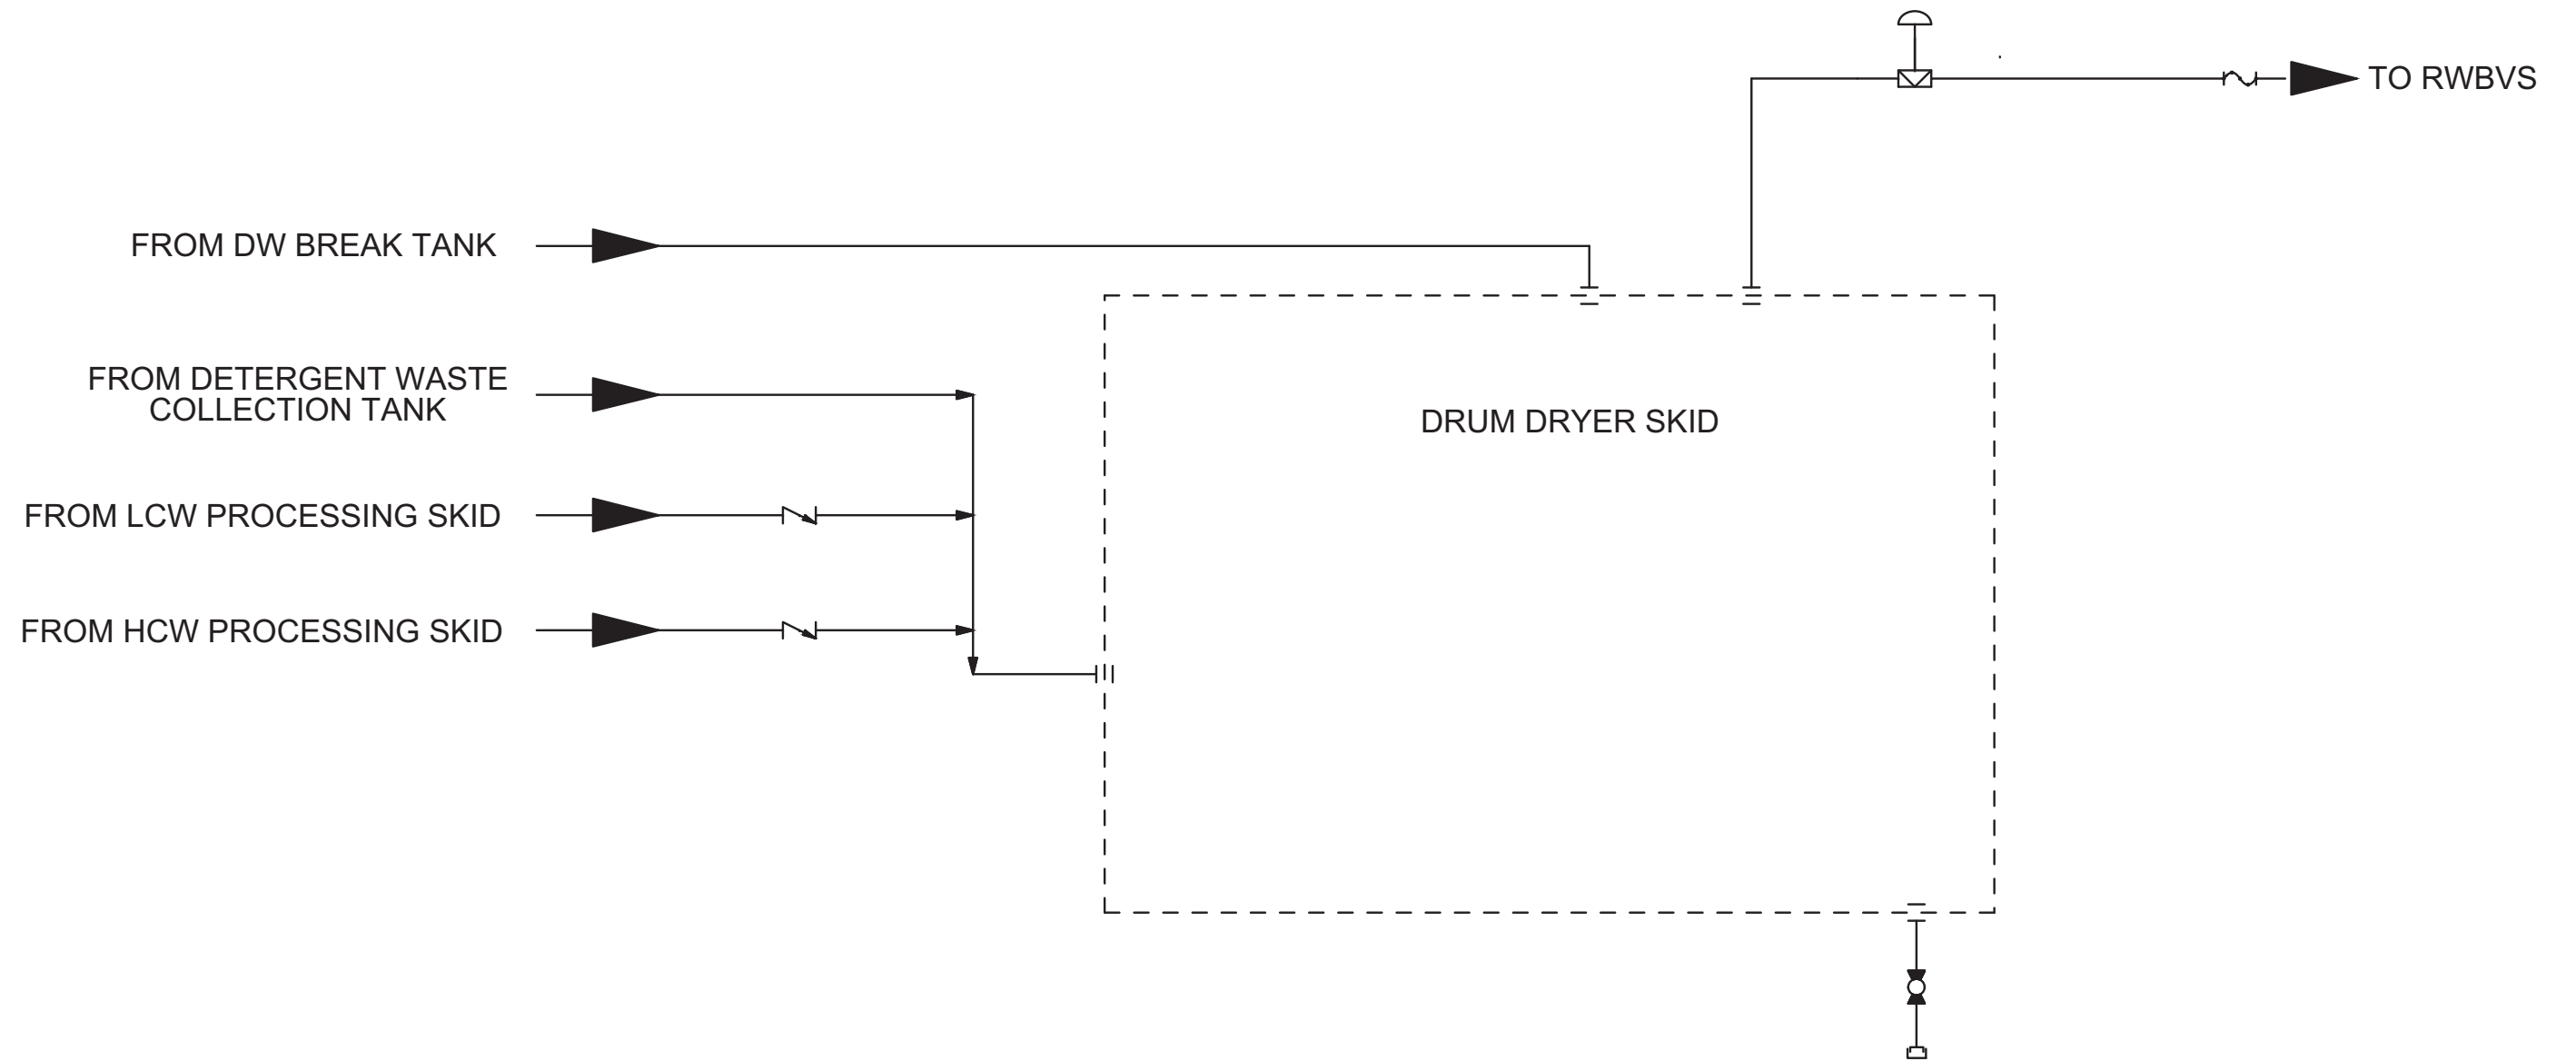 TO RWBVS
FROM DW BREAK TANK
FROM DETERGENT WASTE
COLLECTION TANK
DRUM DRYER SKID
FROM LCW PROCESSING SKID
FROM HCW PROCESSING SKID